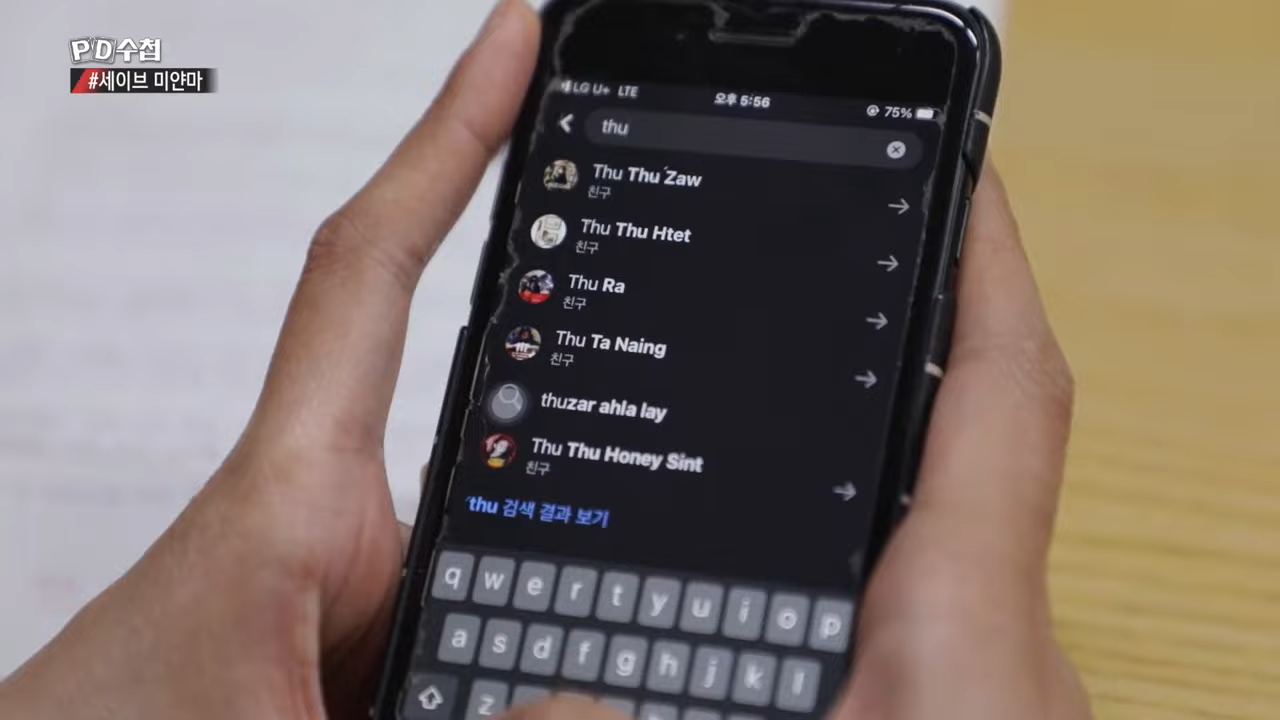 PD수첩
#세이브 미얀마
LG U+ LTE
오후 5:56
75%
thu
Thu Thu Zaw
친구
Thu Thu Htet
친구
Thu Ra
친구
Thu Ta Naing
친구
thuzar ahla lay
Thu Thu Honey Sint
친구
'thu 검색 결과 보기
q w e r t y u i o p
a s d f g h j k l
z